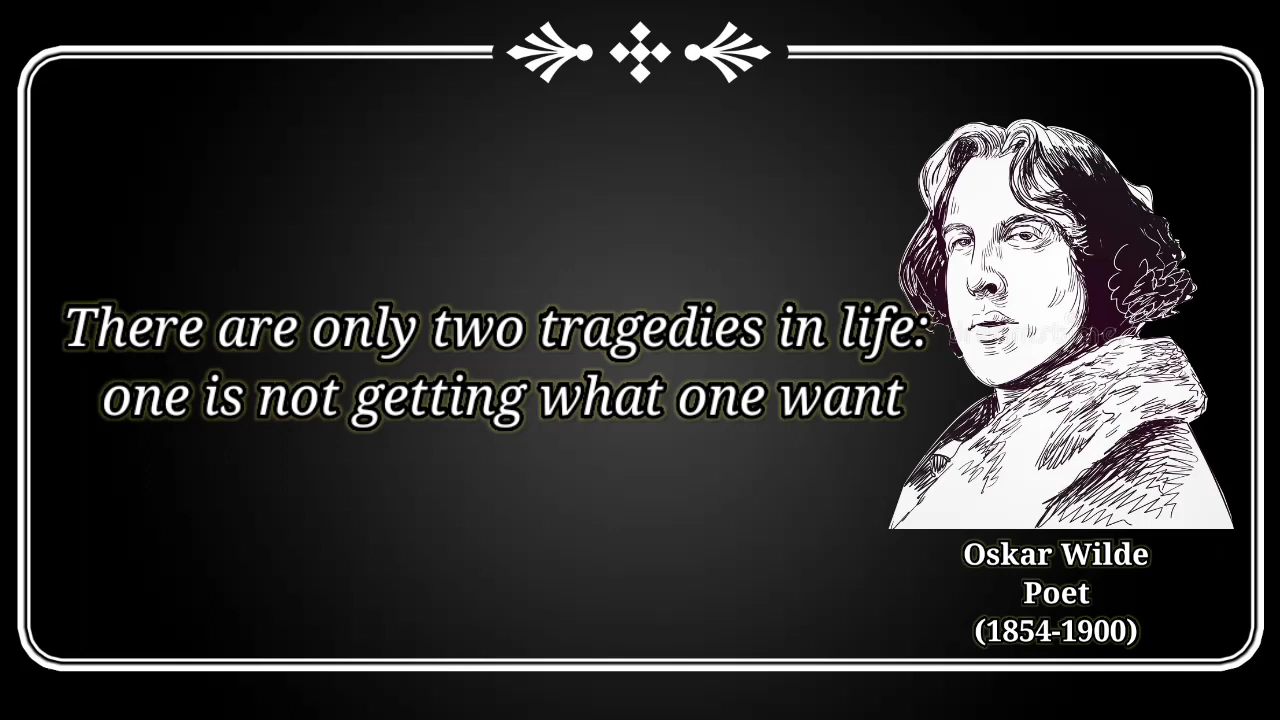 There are only two tragedies in life:
one is not getting what one want
Oskar Wilde
Poet
(1854-1900)